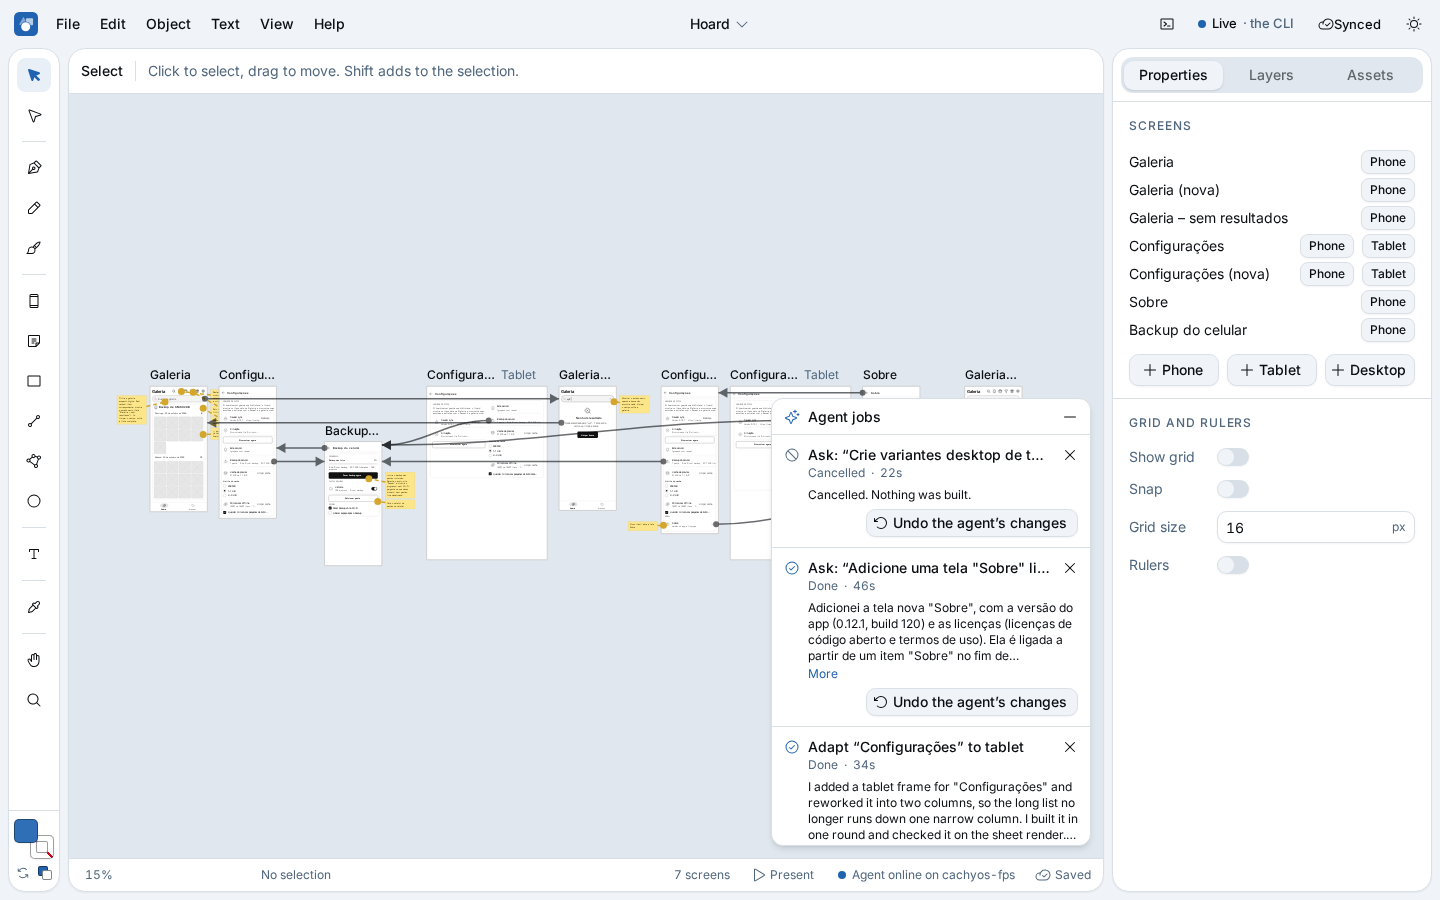 File Edit Object Text View Help
Hoard
Live · the CLI
Synced
Select
Click to select, drag to move. Shift adds to the selection.
Properties
Layers
Assets
SCREENS
Galeria Phone
Galeria (nova) Phone
Galeria – sem resultados Phone
Configurações Phone Tablet
Configurações (nova) Phone Tablet
Sobre Phone
Backup do celular Phone
Phone
Tablet
Desktop
GRID AND RULERS
Show grid
Snap
Grid size 16 px
Rulers
Galeria
Configu...
Backup...
Configura... Tablet
Galeria...
Configu...
Configura... Tablet
Sobre
Galeria...
Agent jobs
Ask: “Crie variantes desktop de t...
Cancelled · 22s
Cancelled. Nothing was built.
Undo the agent’s changes
Ask: “Adicione uma tela "Sobre" li...
Done · 46s
Adicionei a tela nova "Sobre", com a versão do
app (0.12.1, build 120) e as licenças (licenças de
código aberto e termos de uso). Ela é ligada a
partir de um item "Sobre" no fim de...
More
Undo the agent’s changes
Adapt “Configurações” to tablet
Done · 34s
I added a tablet frame for "Configurações" and
reworked it into two columns, so the long list no
longer runs down one narrow column. I built it in
one round and checked it on the sheet render....
15%
No selection
7 screens
Present
Agent online on cachyos-fps
Saved